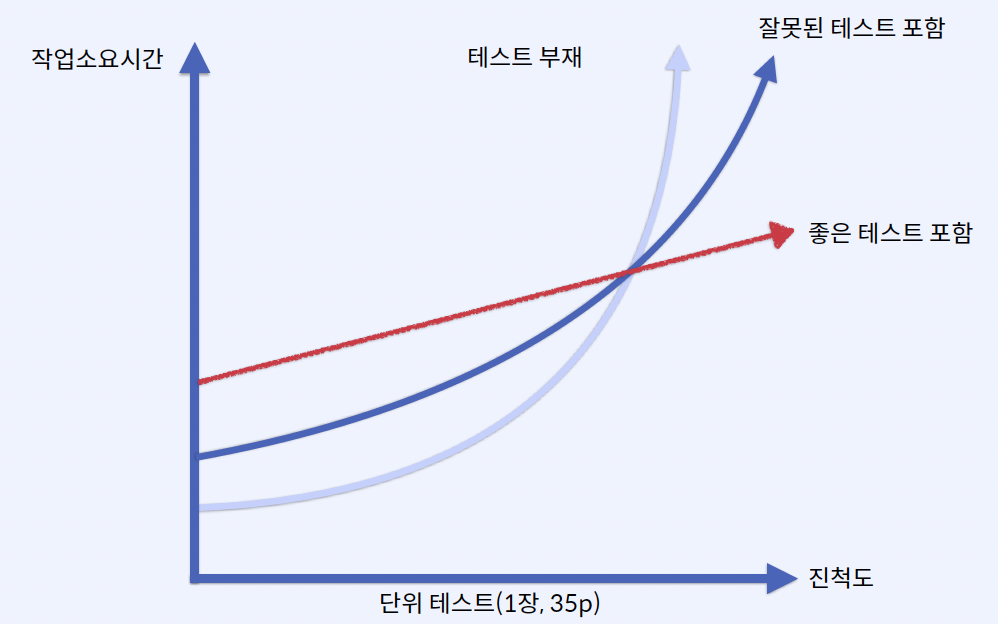 잘못된 테스트 포함
작업소요시간
테스트 부재
좋은 테스트 포함
진척도
단위 테스트(1장, 35p)